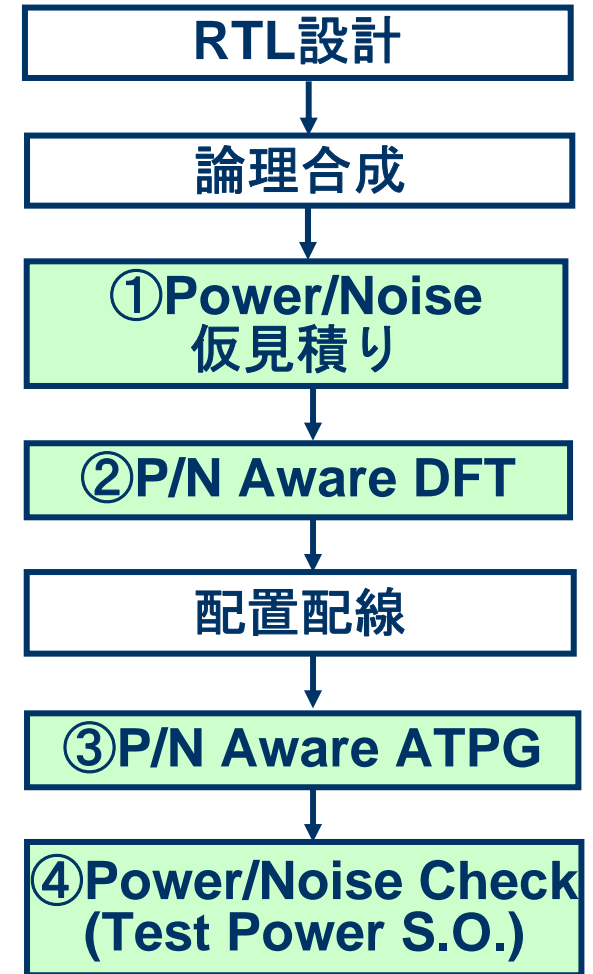 RTL設計
論理合成
①Power/Noise
仮見積り
②P/N Aware DFT
配置配線
③P/N Aware ATPG
④Power/Noise Check
(Test Power S.O.)